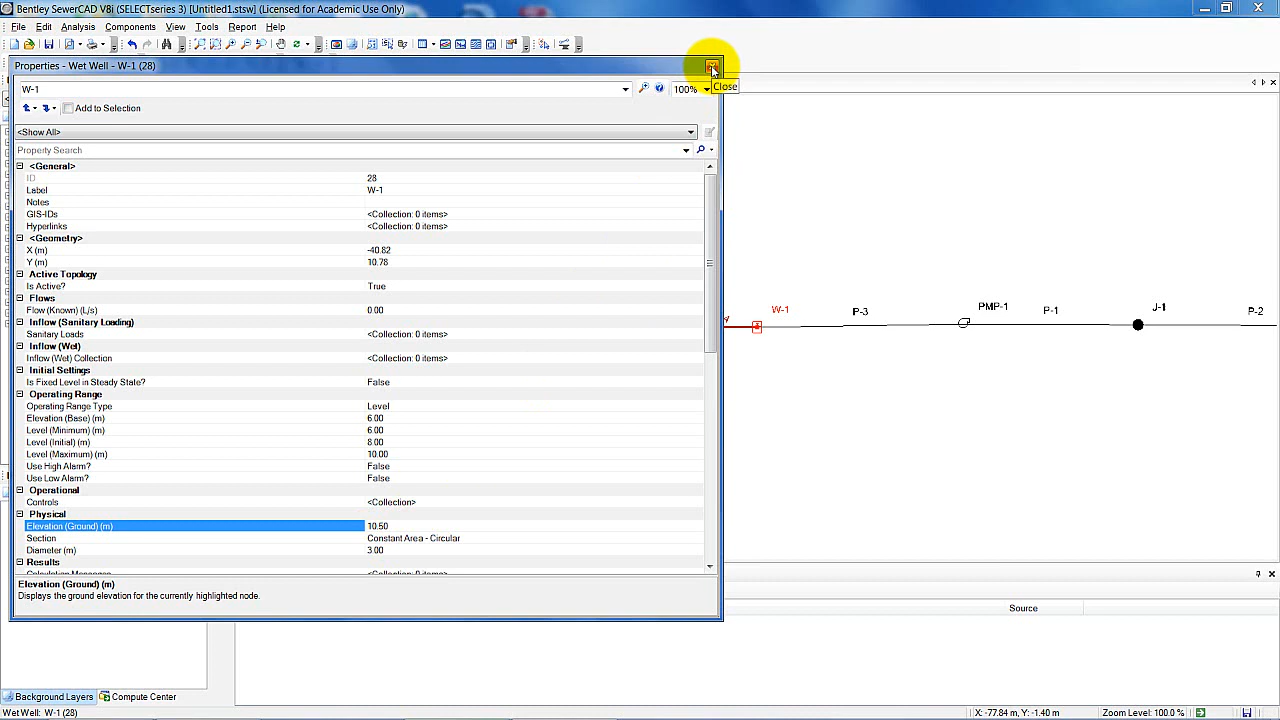 Bentley SewerCAD V8i (SELECTseries 3) [Untitled1.stsw] (Licensed for Academic Use Only)
File Edit Analysis Components View Tools Report Help
Properties - Wet Well - W-1 (28)
W-1
100%
Close
Add to Selection
<Show All>
Property Search
<General>
ID 28
Label W-1
Notes
GIS-IDs <Collection: 0 items>
Hyperlinks <Collection: 0 items>
<Geometry>
X (m) -40.82
Y (m) 10.78
Active Topology
Is Active? True
Flows
Flow (Known) (L/s) 0.00
Inflow (Sanitary Loading)
Sanitary Loads <Collection: 0 items>
Inflow (Wet)
Inflow (Wet) Collection <Collection: 0 items>
Initial Settings
Is Fixed Level in Steady State? False
Operating Range
Operating Range Type Level
Elevation (Base) (m) 6.00
Level (Minimum) (m) 6.00
Level (Initial) (m) 8.00
Level (Maximum) (m) 10.00
Use High Alarm? False
Use Low Alarm? False
Operational
Controls <Collection>
Physical
Elevation (Ground) (m) 10.50
Section Constant Area - Circular
Diameter (m) 3.00
Results
Calculation Messages <Collection: 0 items>
Elevation (Ground) (m)
Displays the ground elevation for the currently highlighted node.
W-1 P-3 PMP-1 P-1 J-1 P-2
Source
Background Layers Compute Center
Wet Well: W-1 (28)
X: -77.84 m, Y: -1.40 m Zoom Level: 100.0 %